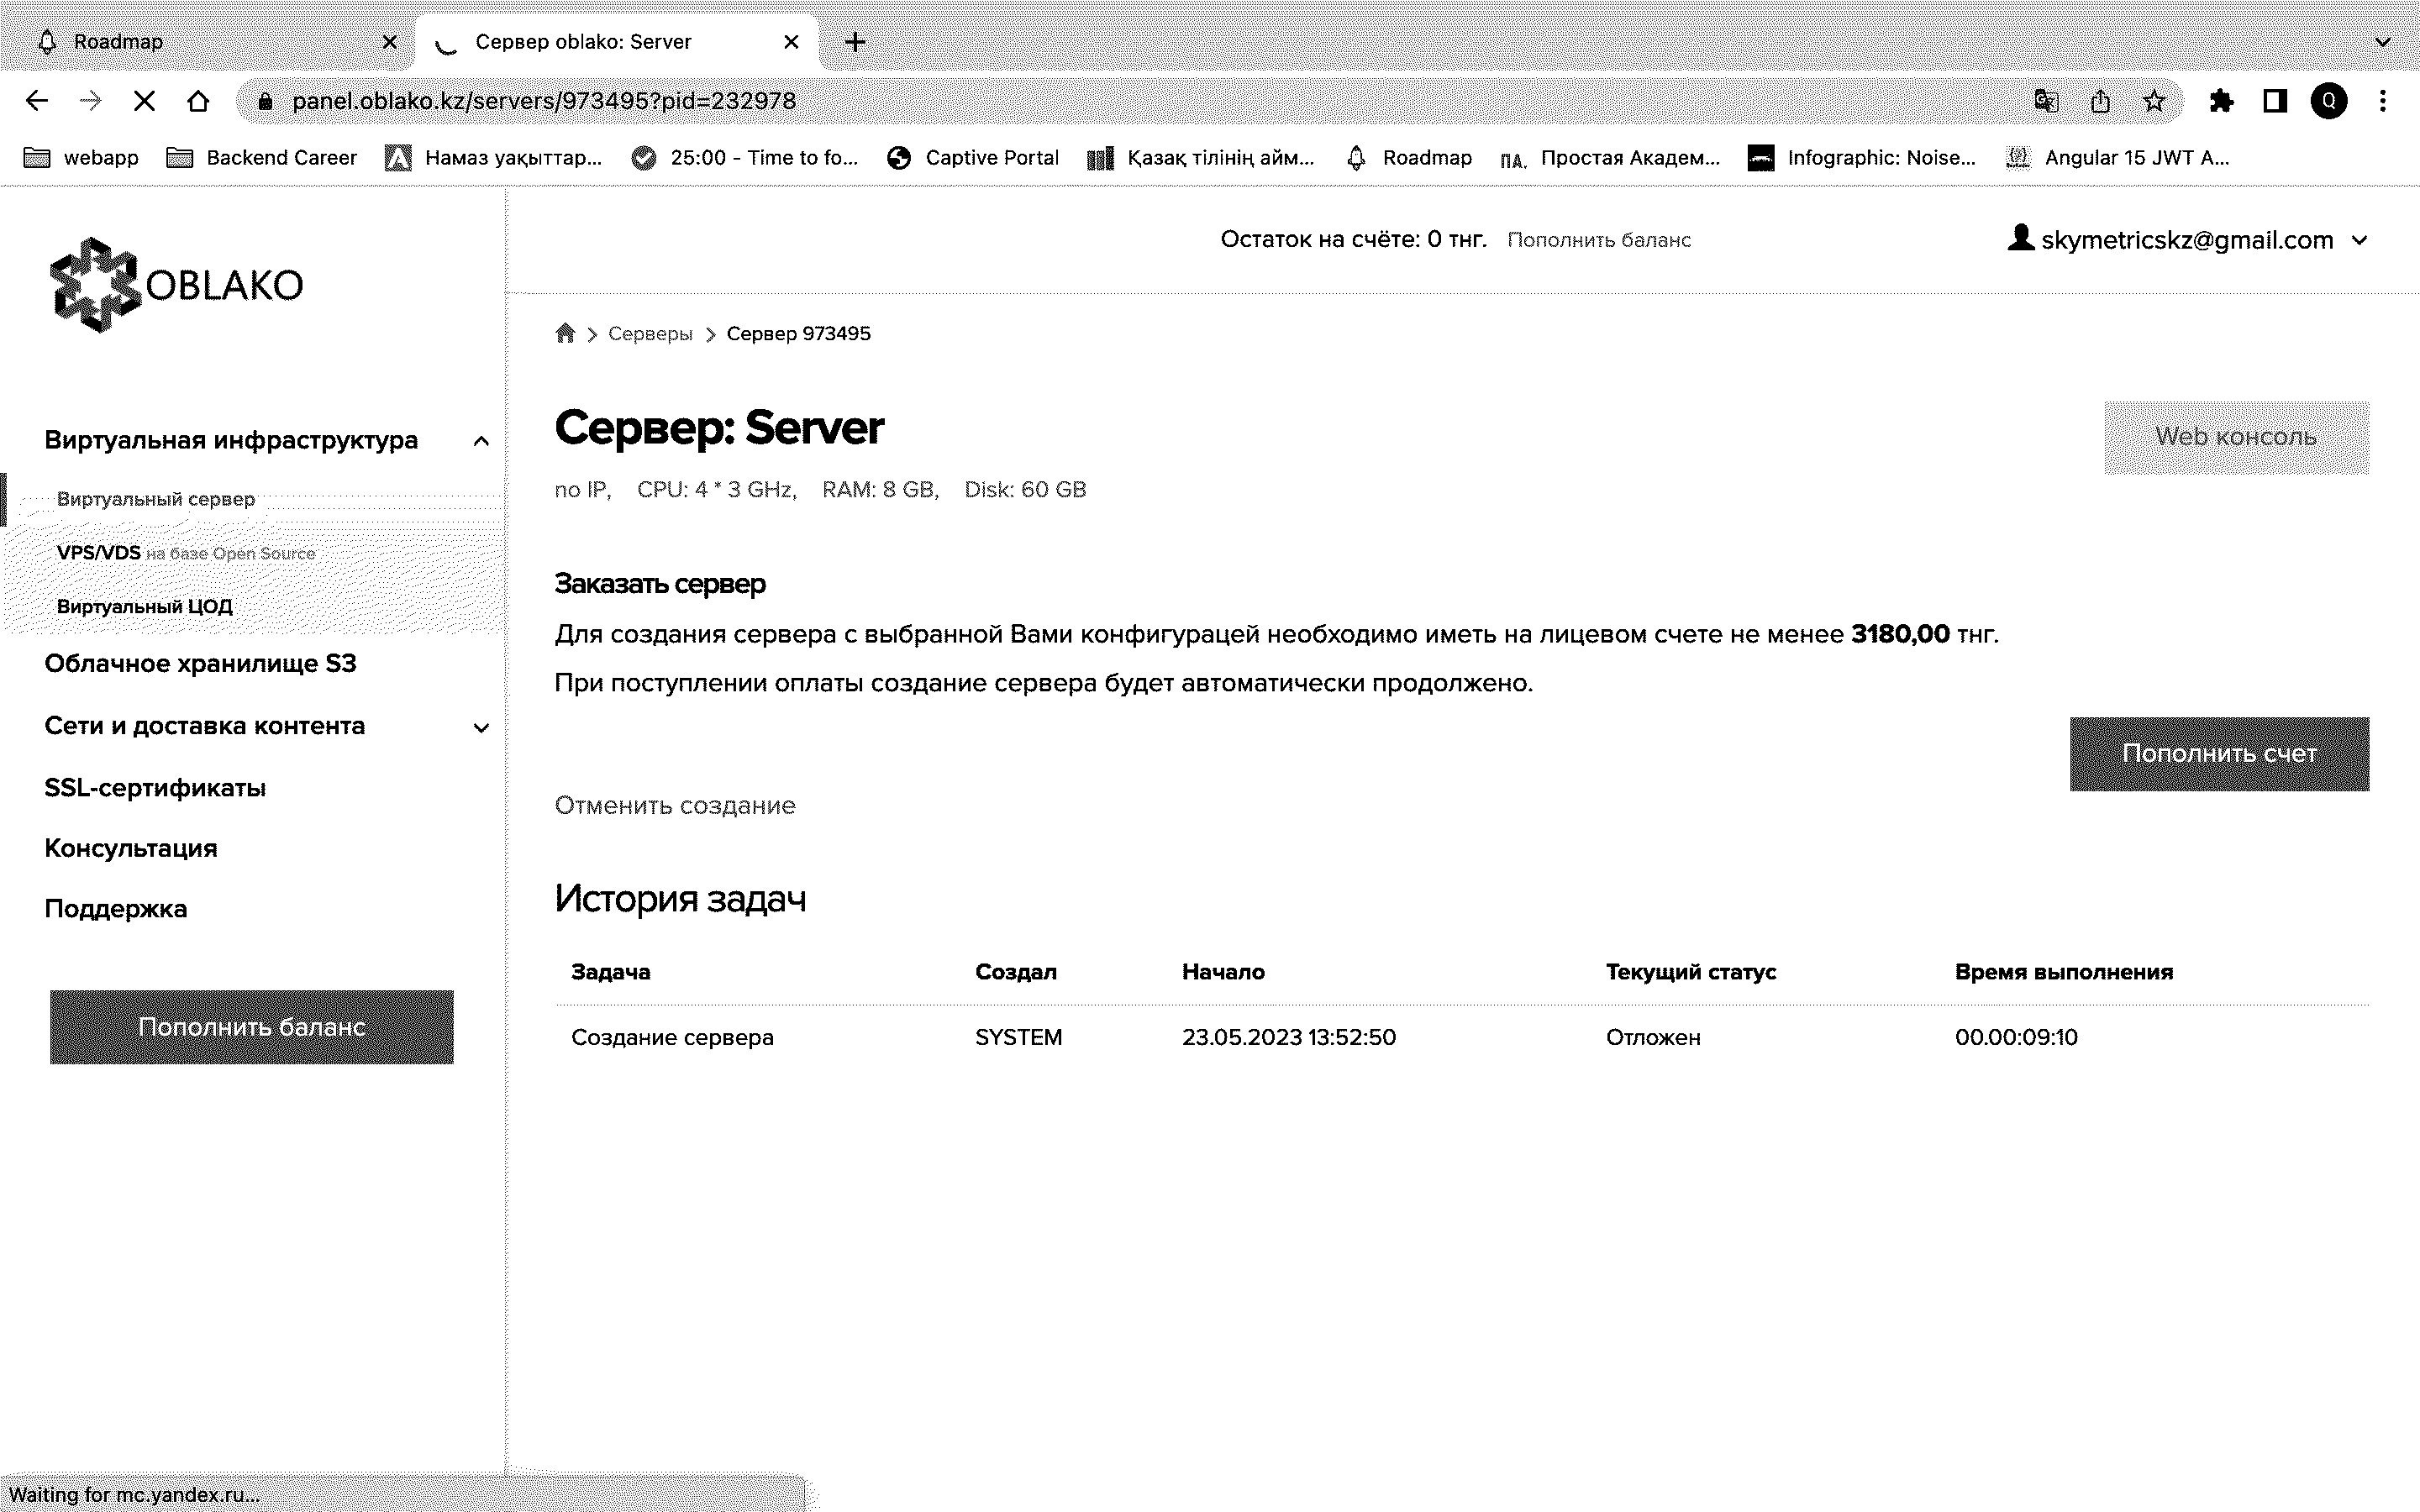 Roadmap
Сервер oblako: Server
panel.oblako.kz/servers/973495?pid=232978
Q
webapp
Backend Career
Намаз уақыттар...
25:00 - Time to fo...
Captive Portal
Қазақ тілінің айм...
Roadmap
ПА.
Простая Академ...
Infographic: Noise...
Angular 15 JWT A...
OBLAKO
Остаток на счёте: 0 тнг. Пополнить баланс
skymetricskz@gmail.com
Серверы
Сервер 973495
Виртуальная инфраструктура
Виртуальный сервер
VPS/VDS на базе Open Source
Виртуальный ЦОД
Облачное хранилище S3
Сети и доставка контента
SSL-сертификаты
Консультация
Поддержка
Пополнить баланс
Сервер: Server
Web консоль
no IP, CPU: 4 * 3 GHz, RAM: 8 GB, Disk: 60 GB
Заказать сервер
Для создания сервера с выбранной Вами конфигурацей необходимо иметь на лицевом счете не менее 3180,00 тнг.
При поступлении оплаты создание сервера будет автоматически продолжено.
Пополнить счет
Отменить создание
История задач
Задача Создал Начало Текущий статус Время выполнения
Создание сервера SYSTEM 23.05.2023 13:52:50 Отложен 00.00:09:10
Waiting for mc.yandex.ru...